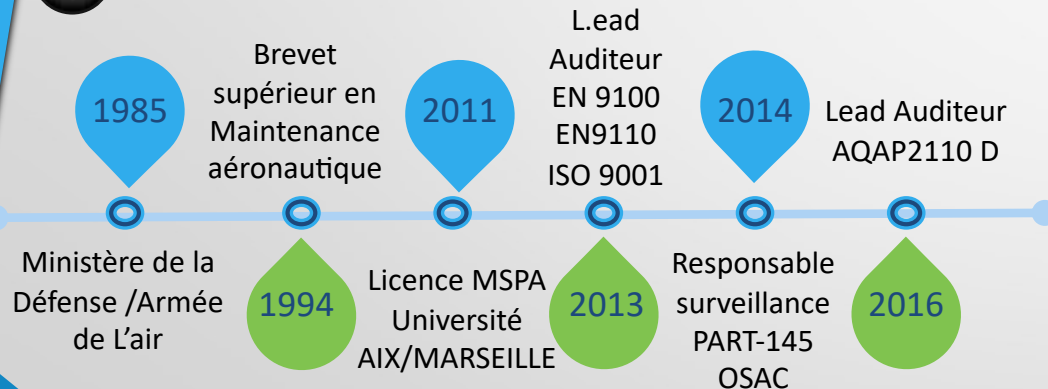 1985
Ministère de la
Défense /Armée
de L'air
Brevet
supérieur en
Maintenance
aéronautique
1994
2011
Licence MSPA
Université
AIX/MARSEILLE
L.ead
Auditeur
EN 9100
EN9110
ISO 9001
2013
2014
Responsable
surveillance
PART-145
OSAC
Lead Auditeur
AQAP2110 D
2016